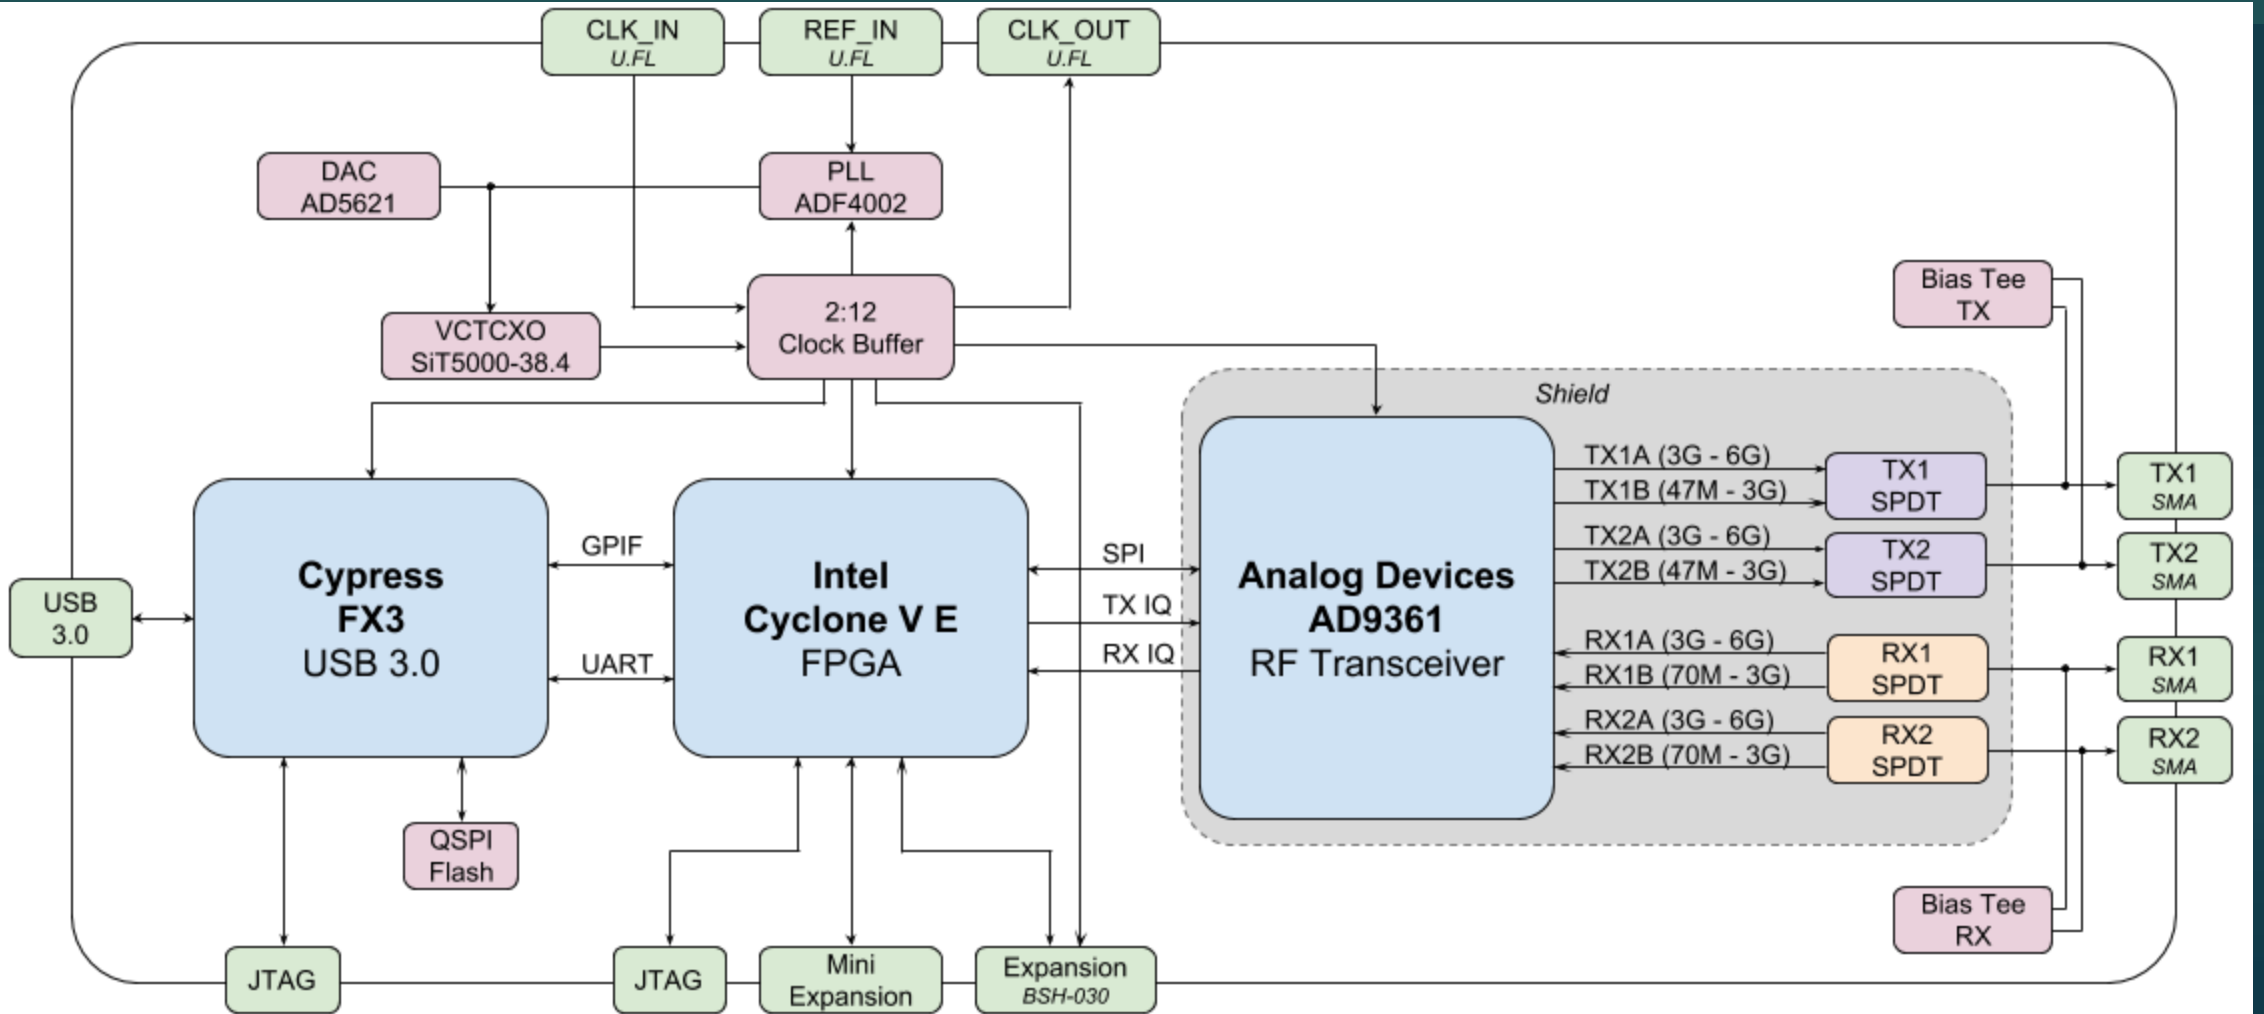 CLK_IN
U.FL
REF_IN
U.FL
CLK_OUT
U.FL
DAC
AD5621
PLL
ADF4002
VCTCXO
SiT5000-38.4
2:12
Clock Buffer
Bias Tee
TX
Shield
Cypress
FX3
USB 3.0
Intel
Cyclone V E
FPGA
Analog Devices
AD9361
RF Transceiver
USB
3.0
GPIF
UART
SPI
TX IQ
RX IQ
TX1A (3G - 6G)
TX1B (47M - 3G)
TX2A (3G - 6G)
TX2B (47M - 3G)
RX1A (3G - 6G)
RX1B (70M - 3G)
RX2A (3G - 6G)
RX2B (70M - 3G)
TX1
SPDT
TX2
SPDT
RX1
SPDT
RX2
SPDT
TX1
SMA
TX2
SMA
RX1
SMA
RX2
SMA
QSPI
Flash
Bias Tee
RX
JTAG
JTAG
Mini
Expansion
Expansion
BSH-030